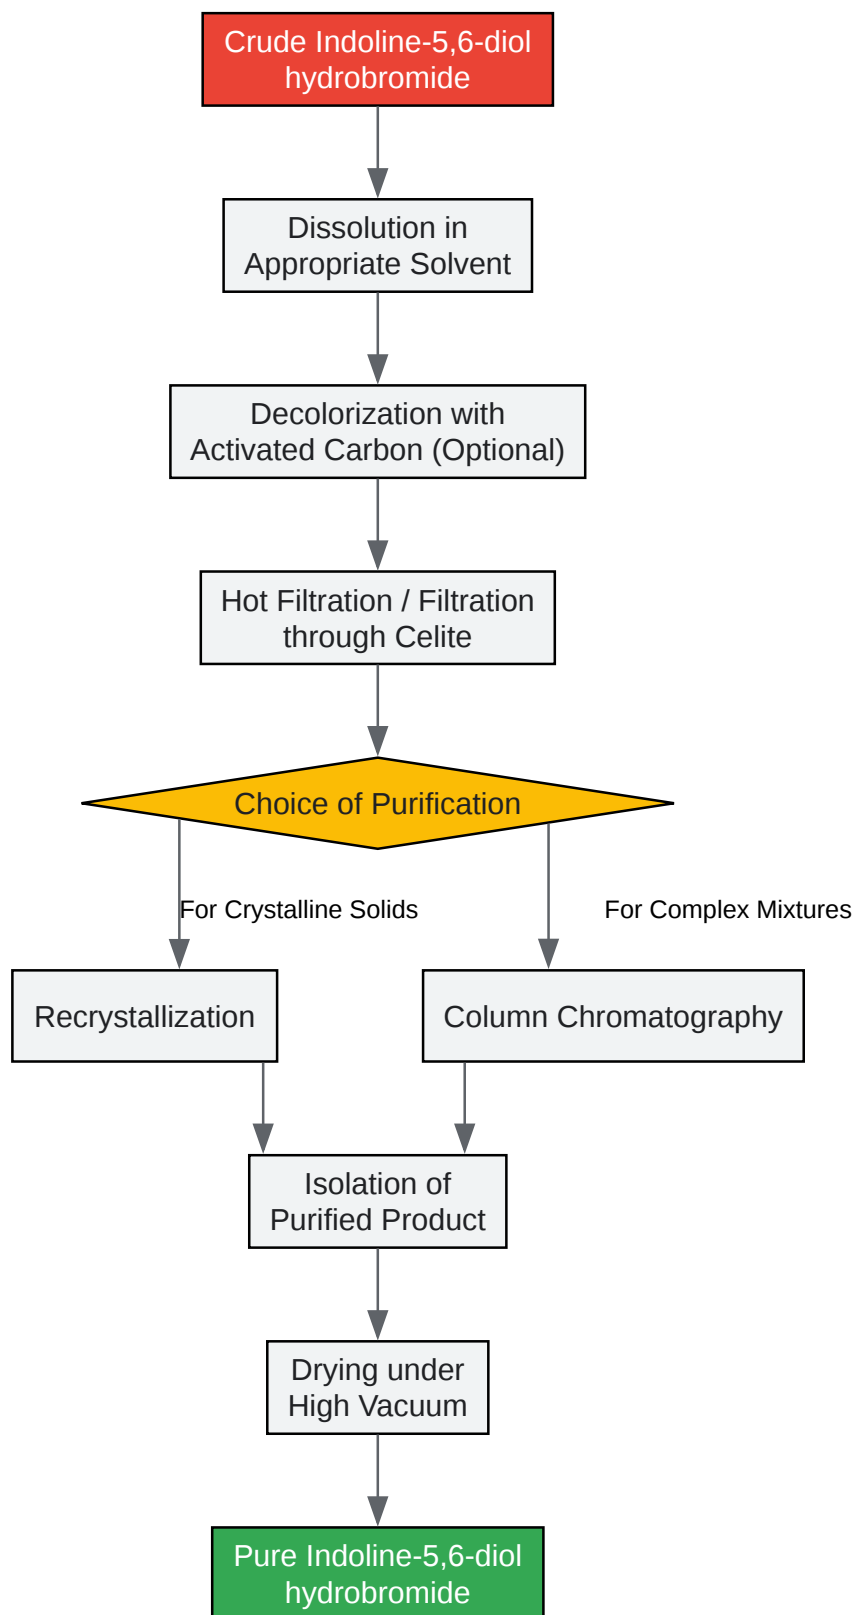 Crude Indoline-5,6-diol
hydrobromide
Dissolution in
Appropriate Solvent
Decolorization with
Activated Carbon (Optional)
Hot Filtration / Filtration
through Celite
Choice of Purification
For Crystalline Solids
For Complex Mixtures
Recrystallization
Column Chromatography
Isolation of
Purified Product
Drying under
High Vacuum
Pure Indoline-5,6-diol
hydrobromide